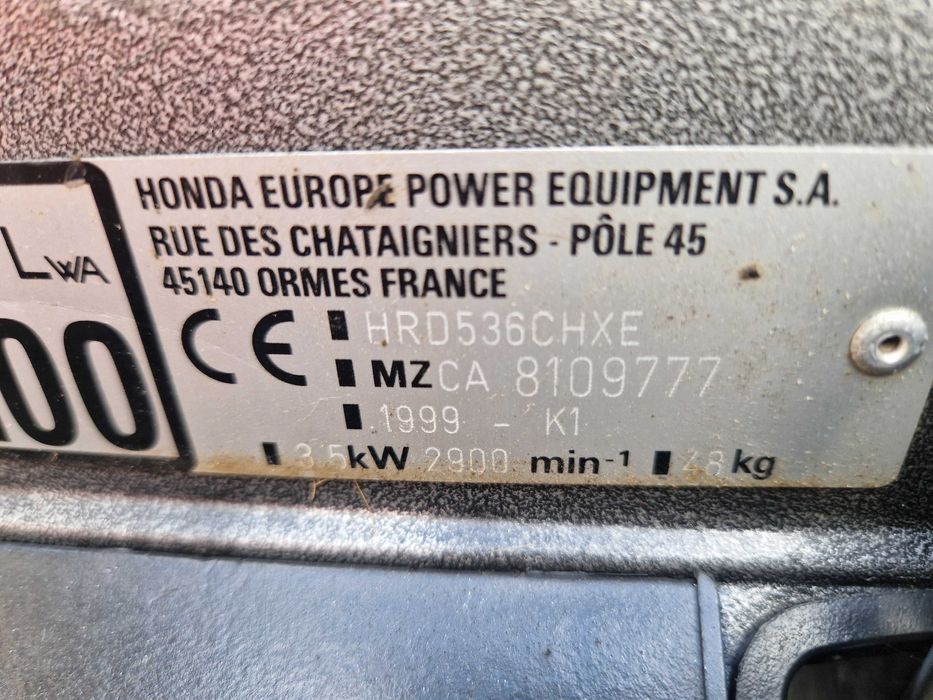 HONDA EUROPE POWER EQUIPMENT S.A.
RUE DES CHATAIGNIERS - PÔLE 45
45140 ORMES FRANCE
LWA
00
CE
HRD536CHXE
MZCA 8109777
1999 - K1
3.5kW 2900 min-1 48 kg